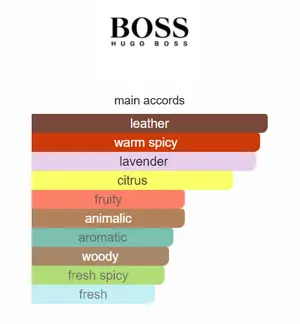 BOSS
HUGO BOSS
main accords
leather
warm spicy
lavender
citrus
fruity
animalic
aromatic
woody
fresh spicy
fresh